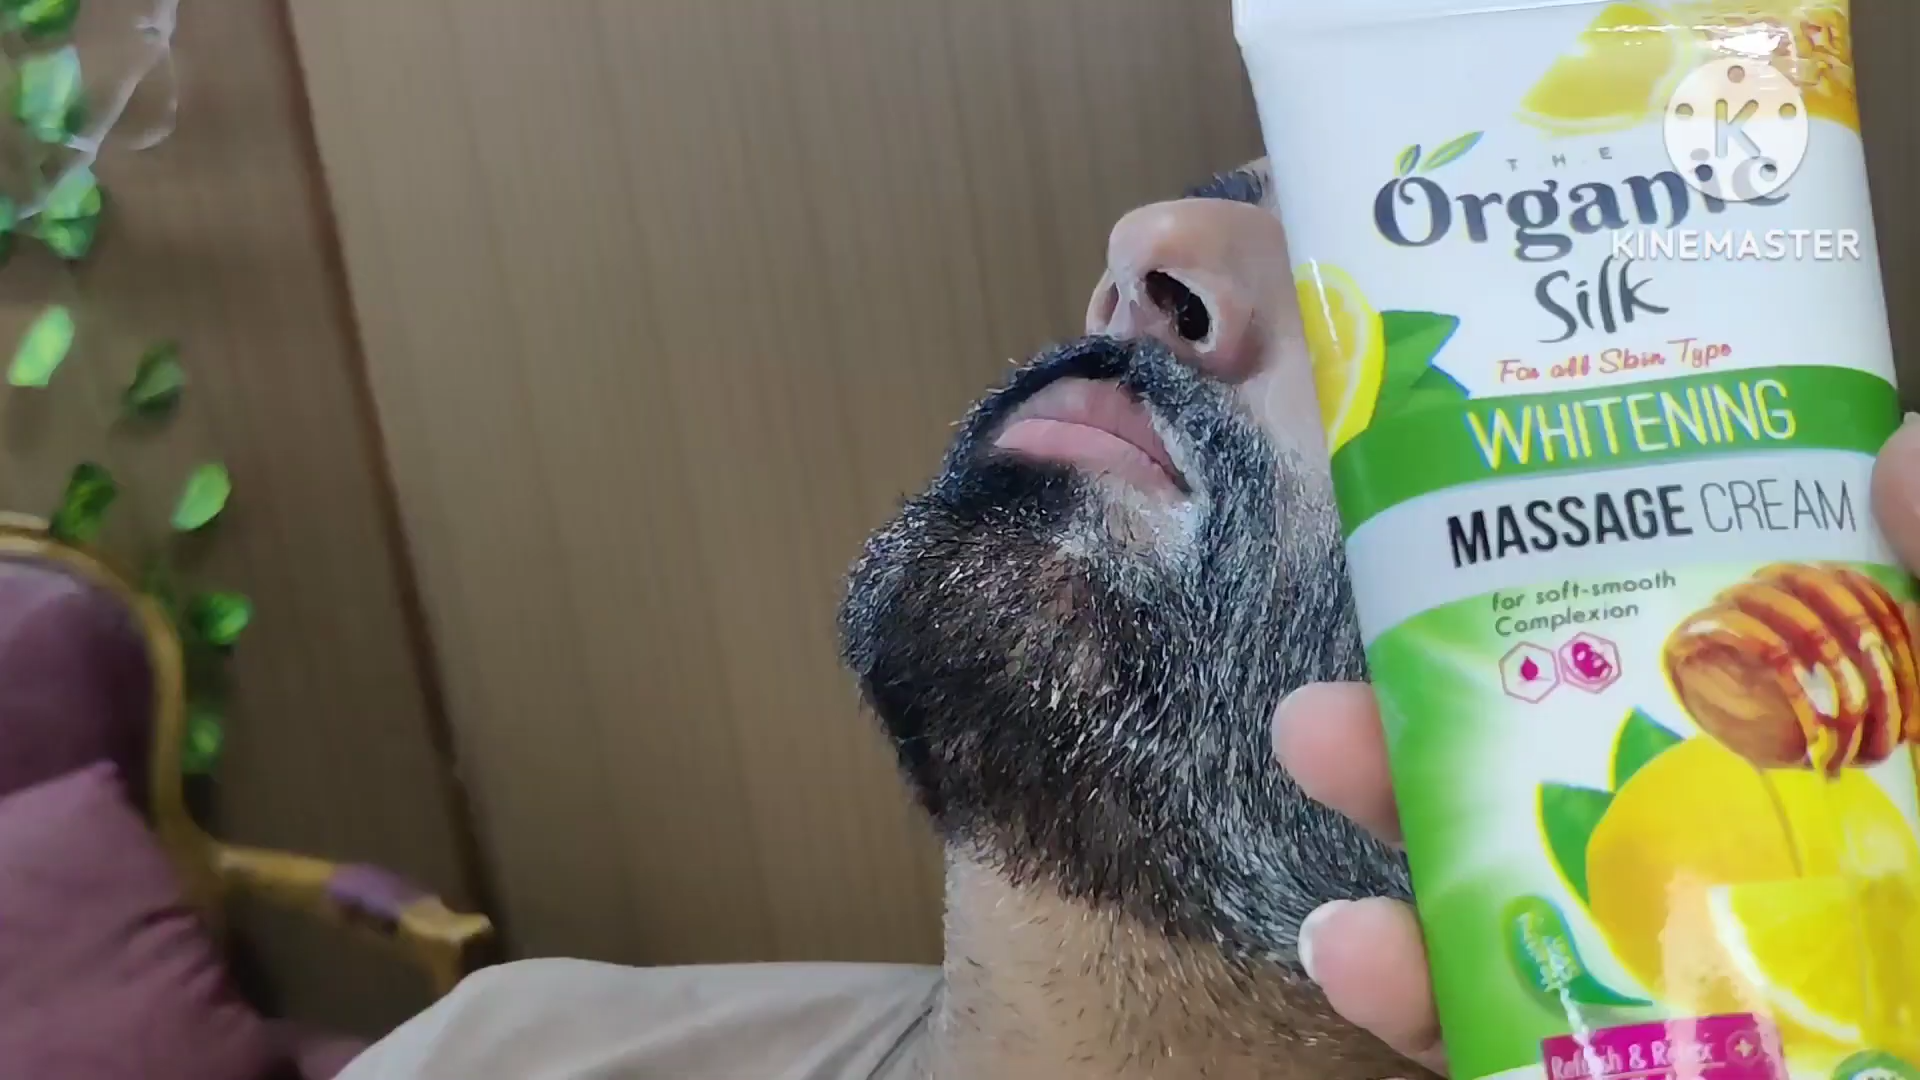 THE
Organic
Silk
For all Skin Type
WHITENING
MASSAGE CREAM
for soft-smooth
Complexion
Refresh & Relax
K
KINEMASTER